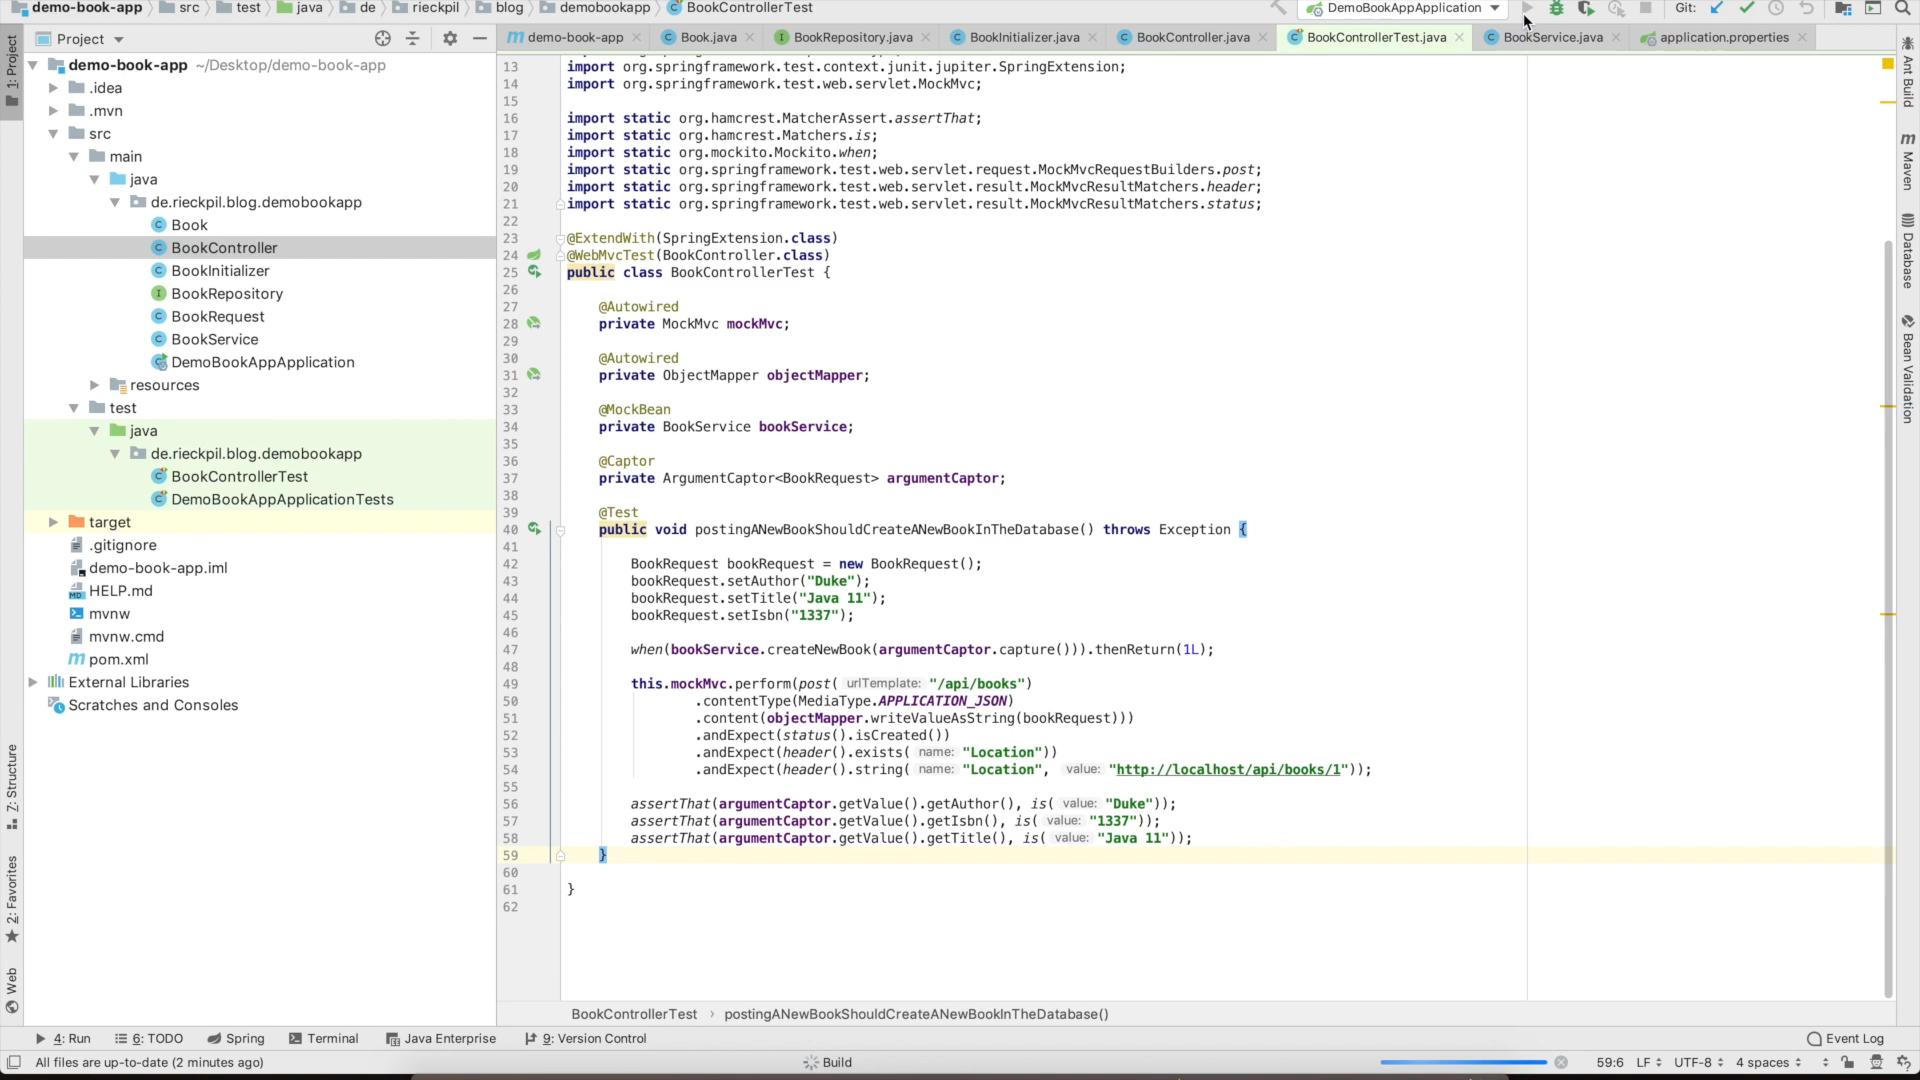 demo-book-app src test java de rieckpil blog demobookapp BookControllerTest DemoBookAppApplication Git:
Project
demo-book-app Book.java BookRepository.java BookInitializer.java BookController.java BookControllerTest.java BookService.java application.properties
1: Project
Z: Structure
2: Favorites
Web
demo-book-app ~/Desktop/demo-book-app
.idea
.mvn
src
main
java
de.rieckpil.blog.demobookapp
Book
BookController
BookInitializer
BookRepository
BookRequest
BookService
DemoBookAppApplication
resources
test
java
de.rieckpil.blog.demobookapp
BookControllerTest
DemoBookAppApplicationTests
target
.gitignore
demo-book-app.iml
HELP.md
mvnw
mvnw.cmd
pom.xml
External Libraries
Scratches and Consoles
13 import org.springframework.test.context.junit.jupiter.SpringExtension;
14 import org.springframework.test.web.servlet.MockMvc;
15
16 import static org.hamcrest.MatcherAssert.assertThat;
17 import static org.hamcrest.Matchers.is;
18 import static org.mockito.Mockito.when;
19 import static org.springframework.test.web.servlet.request.MockMvcRequestBuilders.post;
20 import static org.springframework.test.web.servlet.result.MockMvcResultMatchers.header;
21 import static org.springframework.test.web.servlet.result.MockMvcResultMatchers.status;
22
23 @ExtendWith(SpringExtension.class)
24 @WebMvcTest(BookController.class)
25 public class BookControllerTest {
26
27 @Autowired
28 private MockMvc mockMvc;
29
30 @Autowired
31 private ObjectMapper objectMapper;
32
33 @MockBean
34 private BookService bookService;
35
36 @Captor
37 private ArgumentCaptor<BookRequest> argumentCaptor;
38
39 @Test
40 public void postingANewBookShouldCreateANewBookInTheDatabase() throws Exception {
41
42 BookRequest bookRequest = new BookRequest();
43 bookRequest.setAuthor("Duke");
44 bookRequest.setTitle("Java 11");
45 bookRequest.setIsbn("1337");
46
47 when(bookService.createNewBook(argumentCaptor.capture())).thenReturn(1L);
48
49 this.mockMvc.perform(post( urlTemplate: "/api/books")
50 .contentType(MediaType.APPLICATION_JSON)
51 .content(objectMapper.writeValueAsString(bookRequest)))
52 .andExpect(status().isCreated())
53 .andExpect(header().exists( name: "Location"))
54 .andExpect(header().string( name: "Location", value: "http://localhost/api/books/1"));
55
56 assertThat(argumentCaptor.getValue().getAuthor(), is( value: "Duke"));
57 assertThat(argumentCaptor.getValue().getIsbn(), is( value: "1337"));
58 assertThat(argumentCaptor.getValue().getTitle(), is( value: "Java 11"));
59 }
60
61 }
62
BookControllerTest › postingANewBookShouldCreateANewBookInTheDatabase()
Ant Build
Maven
Database
Bean Validation
4: Run 6: TODO Spring Terminal Java Enterprise 9: Version Control Event Log
All files are up-to-date (2 minutes ago) Build 59:6 LF UTF-8 4 spaces